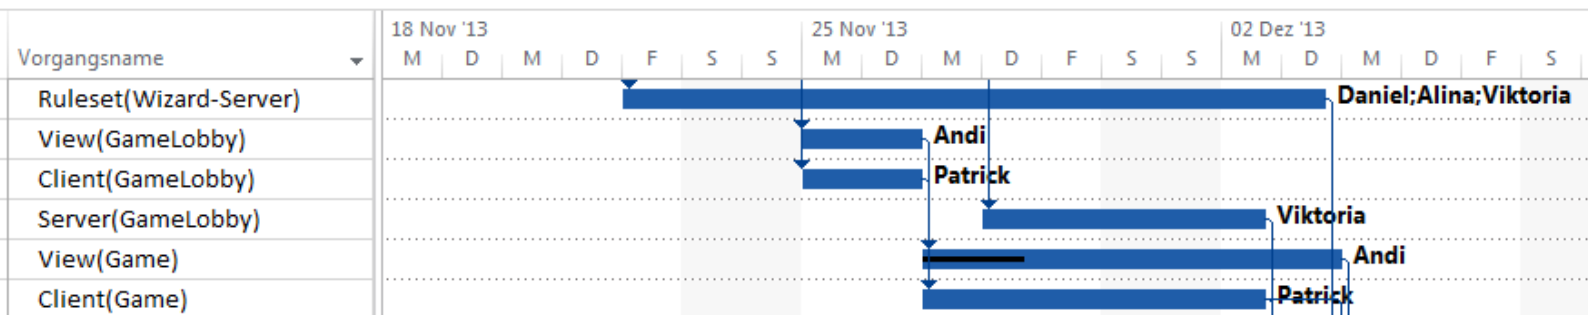 18 Nov '13 25 Nov '13 02 Dez '13
Vorgangsname M D M D F S S M D M D F S S M D M D F S
Ruleset(Wizard-Server) Daniel;Alina;Viktoria
View(GameLobby) Andi
Client(GameLobby) Patrick
Server(GameLobby) Viktoria
View(Game) Andi
Client(Game) Patrick